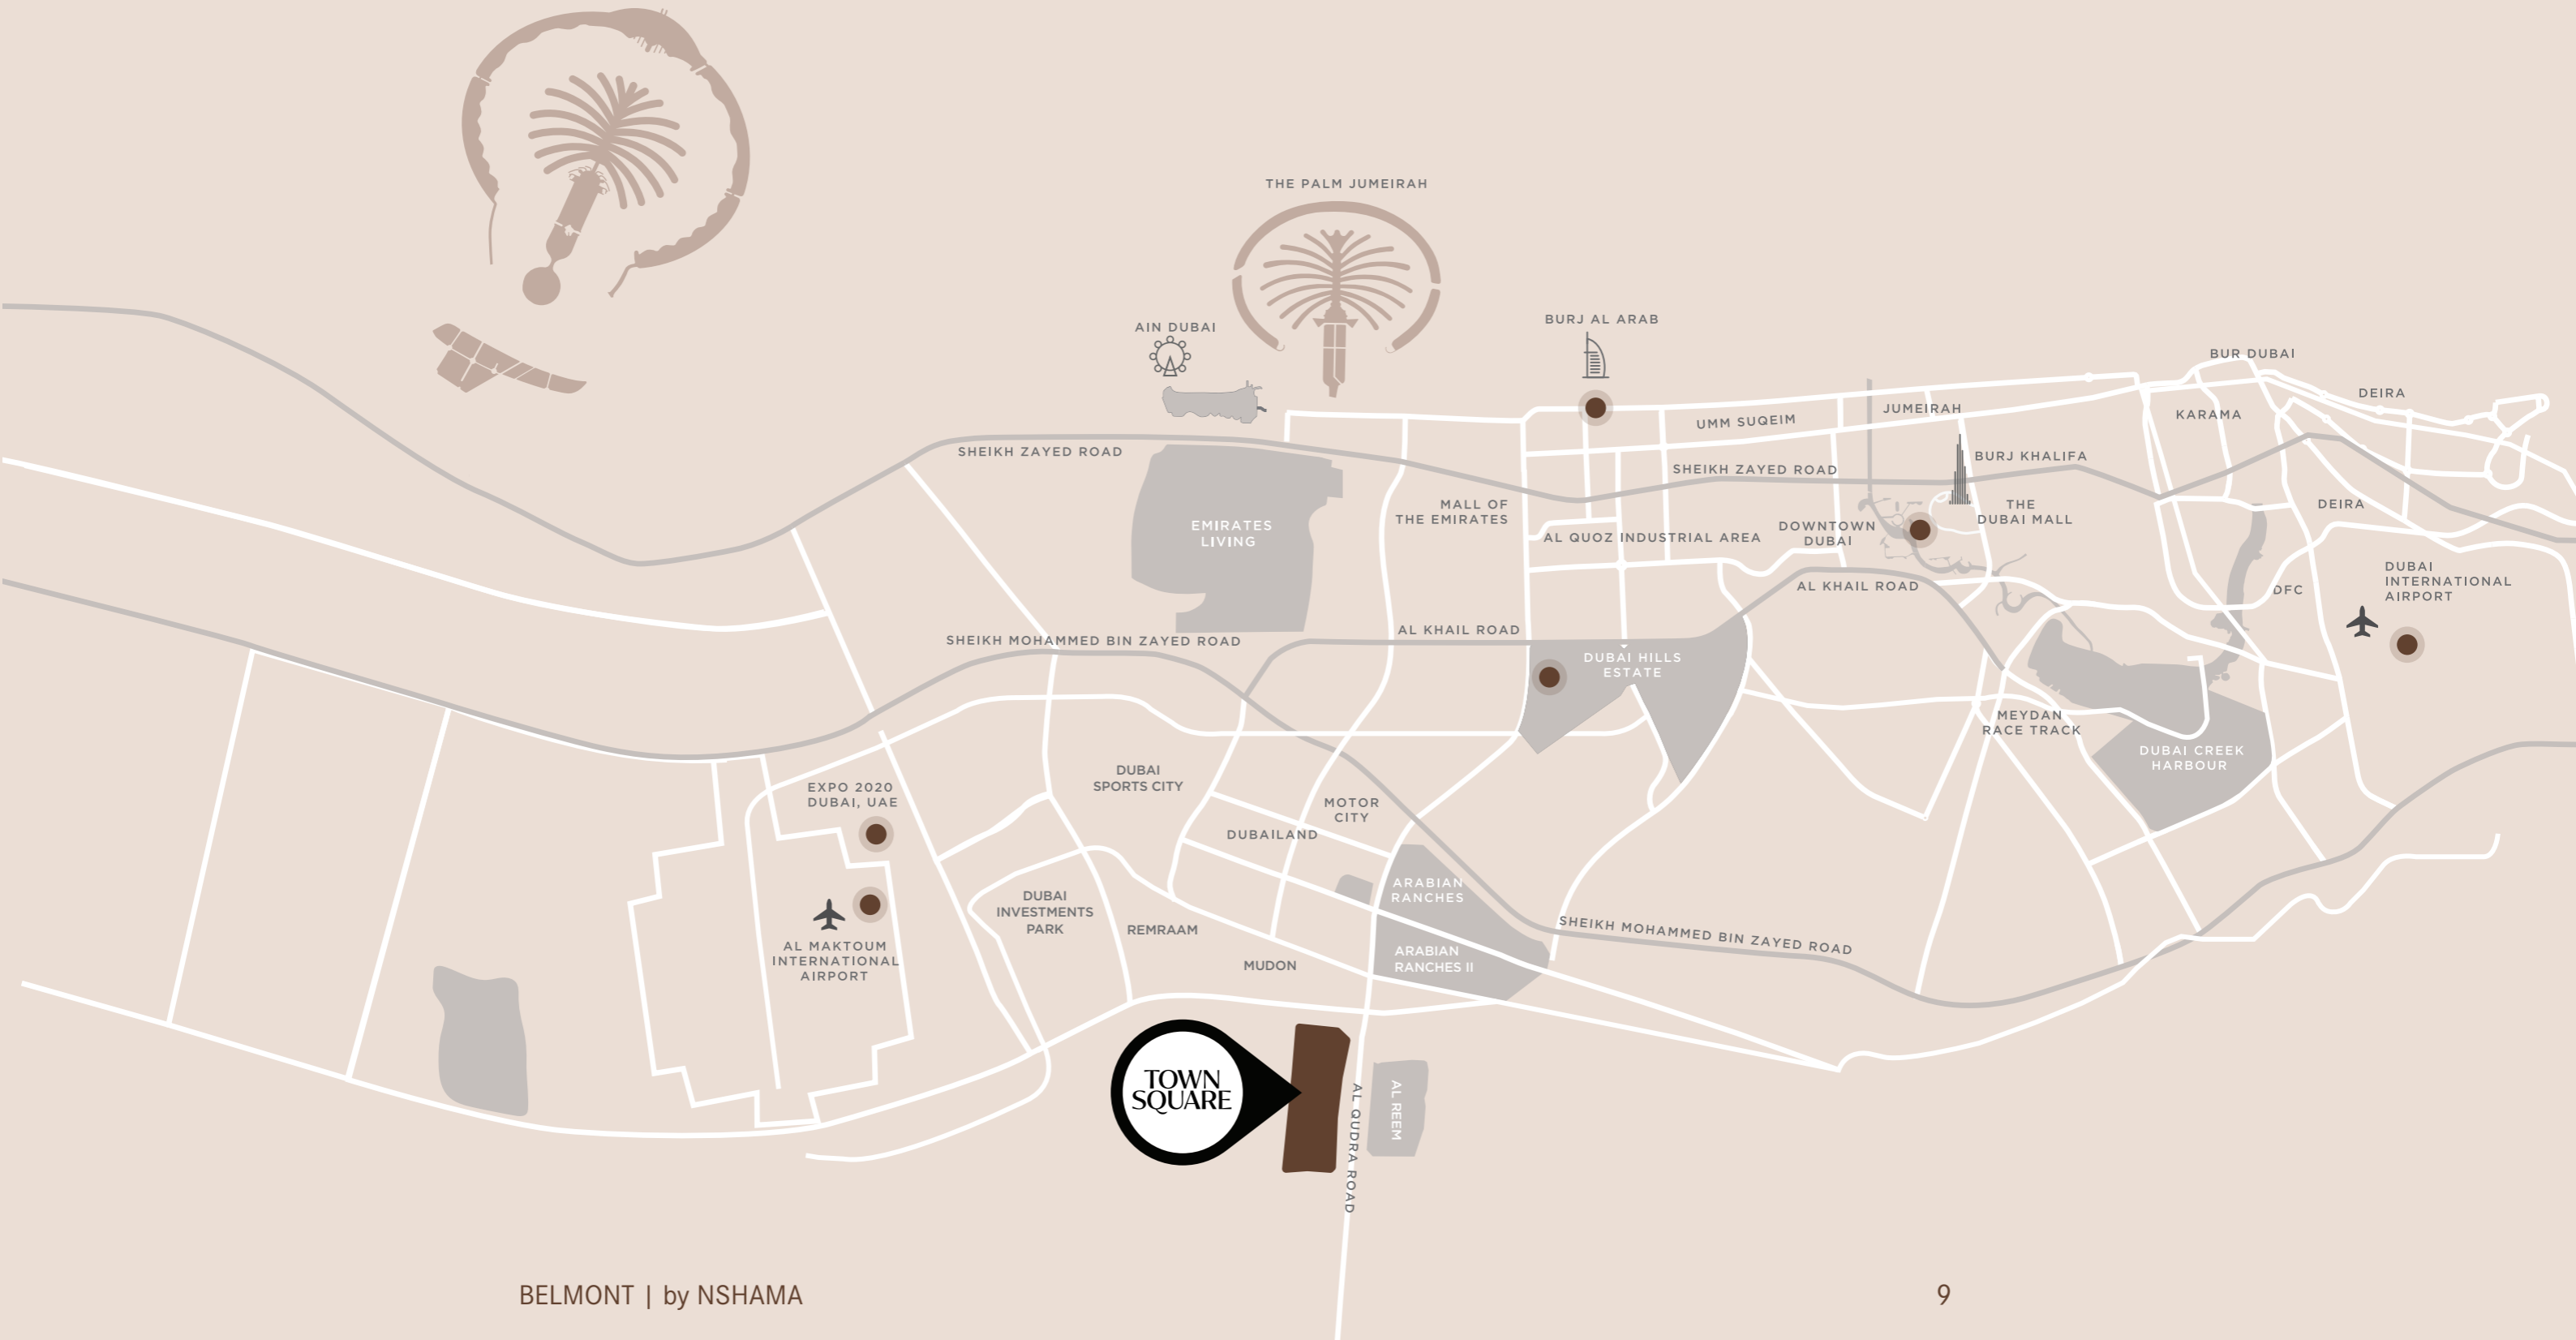 THE PALM JUMEIRAH
AIN DUBAI
BURJ AL ARAB
BUR DUBAI
DEIRA
KARAMA
JUMEIRAH
UMM SUQEIM
SHEIKH ZAYED ROAD
SHEIKH ZAYED ROAD
BURJ KHALIFA
MALL OF
THE EMIRATES
THE
DUBAI MALL
DEIRA
EMIRATES
LIVING
DOWNTOWN
DUBAI
AL QUOZ INDUSTRIAL AREA
DUBAI
INTERNATIONAL
AIRPORT
AL KHAIL ROAD
DFC
AL KHAIL ROAD
SHEIKH MOHAMMED BIN ZAYED ROAD
DUBAI HILLS
ESTATE
MEYDAN
RACE TRACK
DUBAI CREEK
HARBOUR
DUBAI
SPORTS CITY
EXPO 2020
DUBAI, UAE
MOTOR
CITY
DUBAILAND
ARABIAN
RANCHES
DUBAI
INVESTMENTS
PARK
REMRAAM
SHEIKH MOHAMMED BIN ZAYED ROAD
AL MAKTOUM
INTERNATIONAL
AIRPORT
MUDON
ARABIAN
RANCHES II
TOWN
SQUARE
AL QUDRA ROAD
AL REEM
BELMONT | by NSHAMA
9